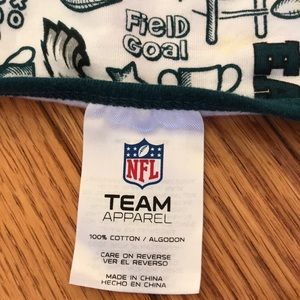 FIELD
GOAL
NFL
TEAM
APPAREL
100% COTTON / ALGODON
CARE ON REVERSE
VER EL REVERSO
MADE IN CHINA
HECHO EN CHINA